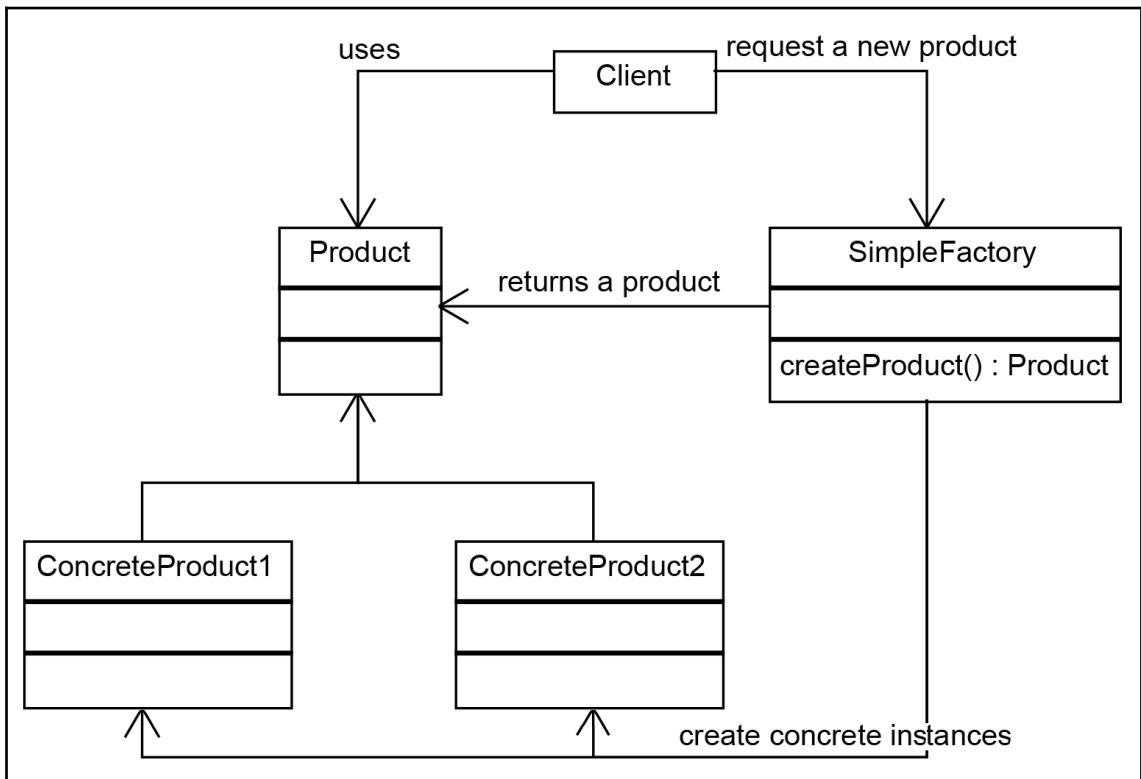 uses
request a new product
Client
Product
SimpleFactory
returns a product
createProduct() : Product
ConcreteProduct1
ConcreteProduct2
create concrete instances